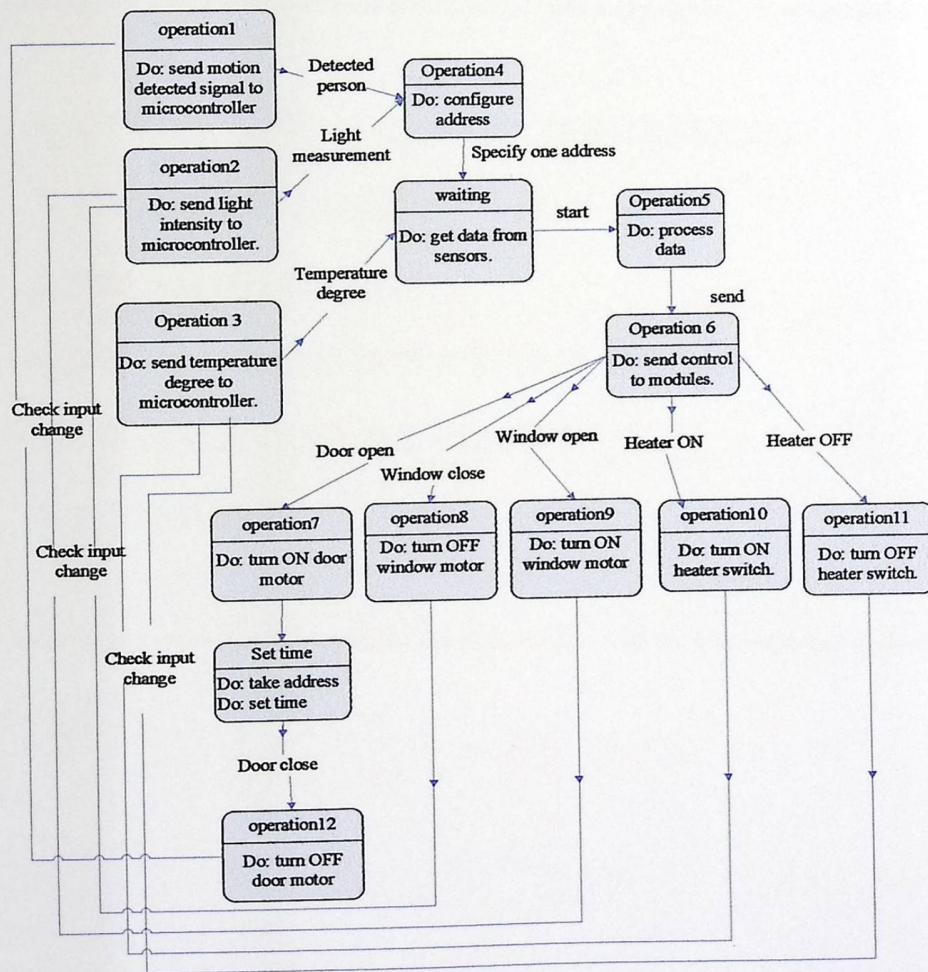 operation1
Do: send motion
detected signal to
microcontroller
Detected
person
Operation4
Do: configure
address
Light
measurement
Specify one address
operation2
Do: send light
intensity to
microcontroller.
waiting
Do: get data from
sensors.
start
Operation5
Do: process
data
Temperature
degree
send
Operation 3
Do: send temperature
degree to
microcontroller.
Operation 6
Do: send control
to modules.
Check input
change
Door open
Window close
Window open
Heater ON
Heater OFF
operation7
Do: turn ON door
motor
operation8
Do: turn OFF
window motor
operation9
Do: turn ON
window motor
operation10
Do: turn ON
heater switch.
operation11
Do: turn OFF
heater switch.
Check input
change
Check input
change
Set time
Do: take address
Do: set time
Door close
operation12
Do: turn OFF
door motor